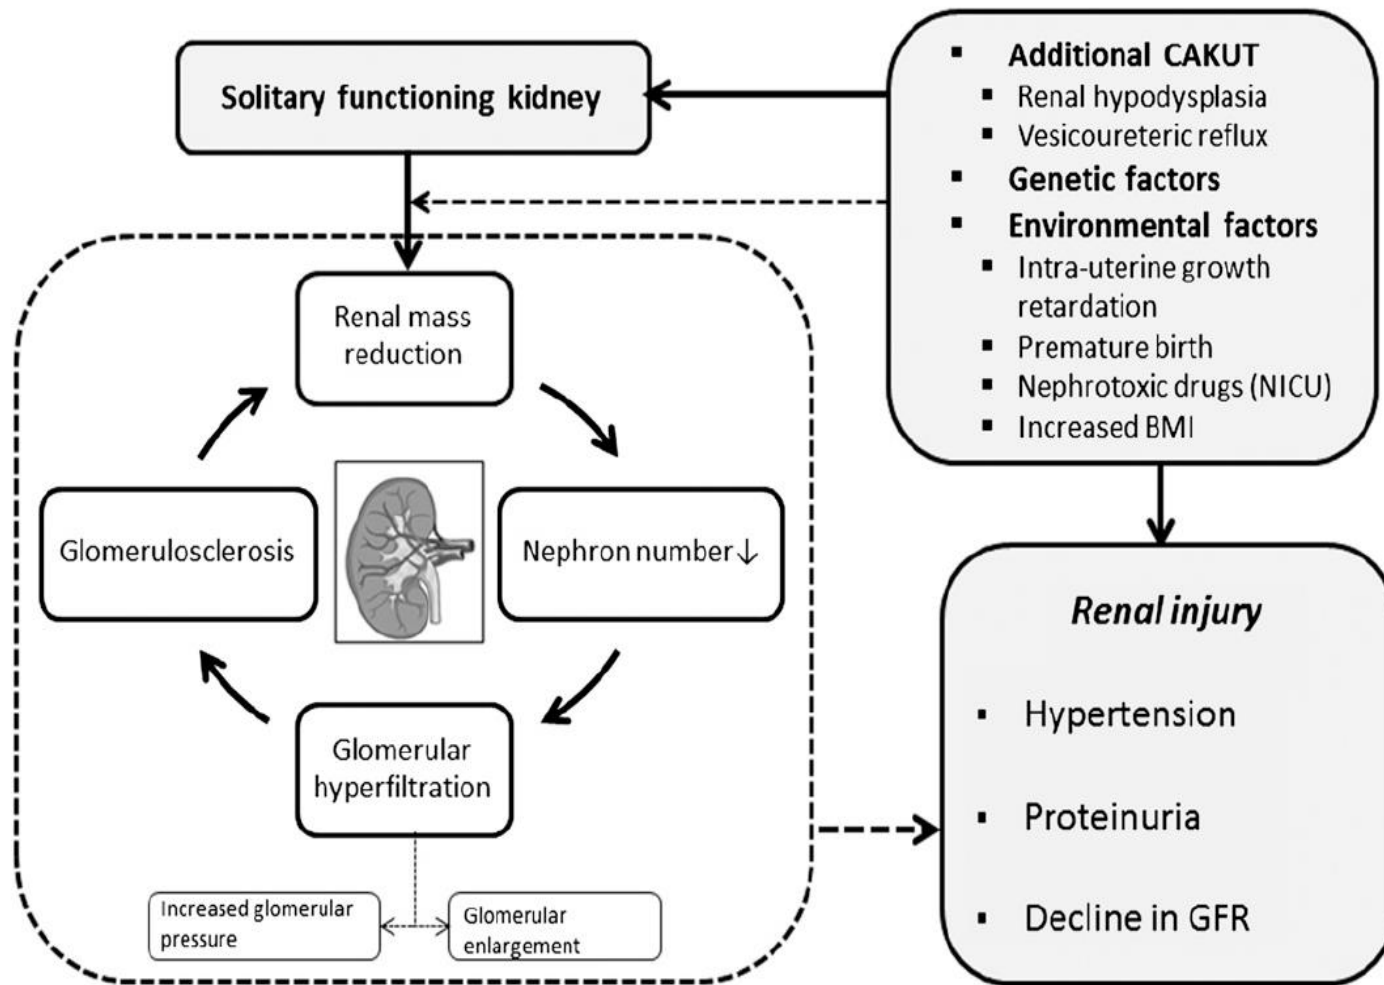 Solitary functioning kidney
▪ Additional CAKUT
▪ Renal hypodysplasia
▪ Vesicoureteric reflux
▪ Genetic factors
▪ Environmental factors
▪ Intra-uterine growth
retardation
▪ Premature birth
▪ Nephrotoxic drugs (NICU)
▪ Increased BMI
Renal mass
reduction
Glomerulosclerosis
Nephron number↓
Glomerular
hyperfiltration
Increased glomerular
pressure
Glomerular
enlargement
Renal injury
▪ Hypertension
▪ Proteinuria
▪ Decline in GFR